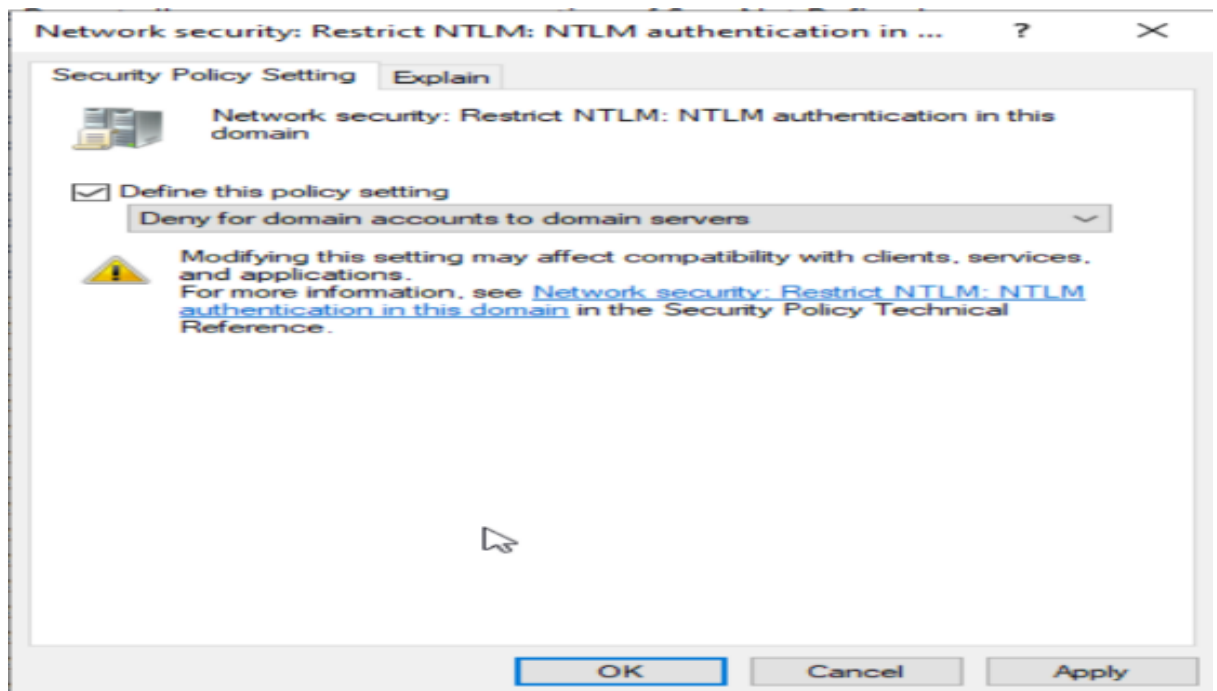 Network security: Restrict NTLM: NTLM authentication in ...
?
Security Policy Setting
Explain
Network security: Restrict NTLM: NTLM authentication in this
domain
Define this policy setting
Deny for domain accounts to domain servers
Modifying this setting may affect compatibility with clients, services,
and applications.
For more information, see Network security: Restrict NTLM: NTLM
authentication in this domain in the Security Policy Technical
Reference.
OK
Cancel
Apply